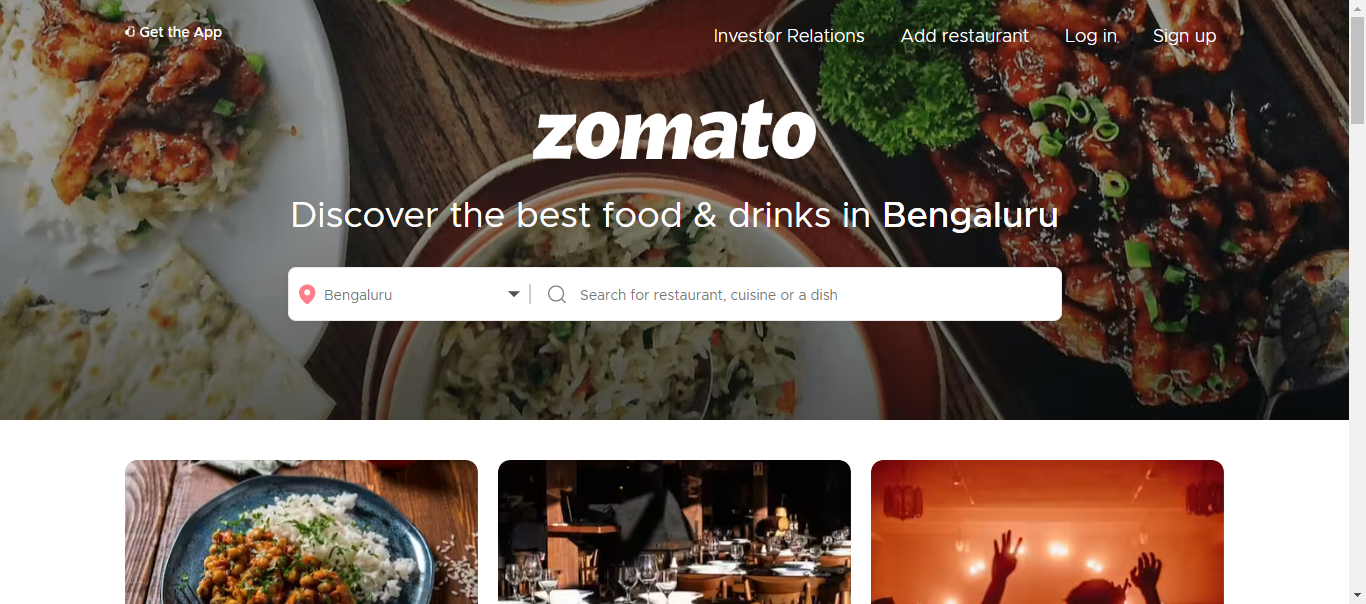 Get the App
Investor Relations Add restaurant Log in Sign up
zomato
Discover the best food & drinks in Bengaluru
Bengaluru Search for restaurant, cuisine or a dish